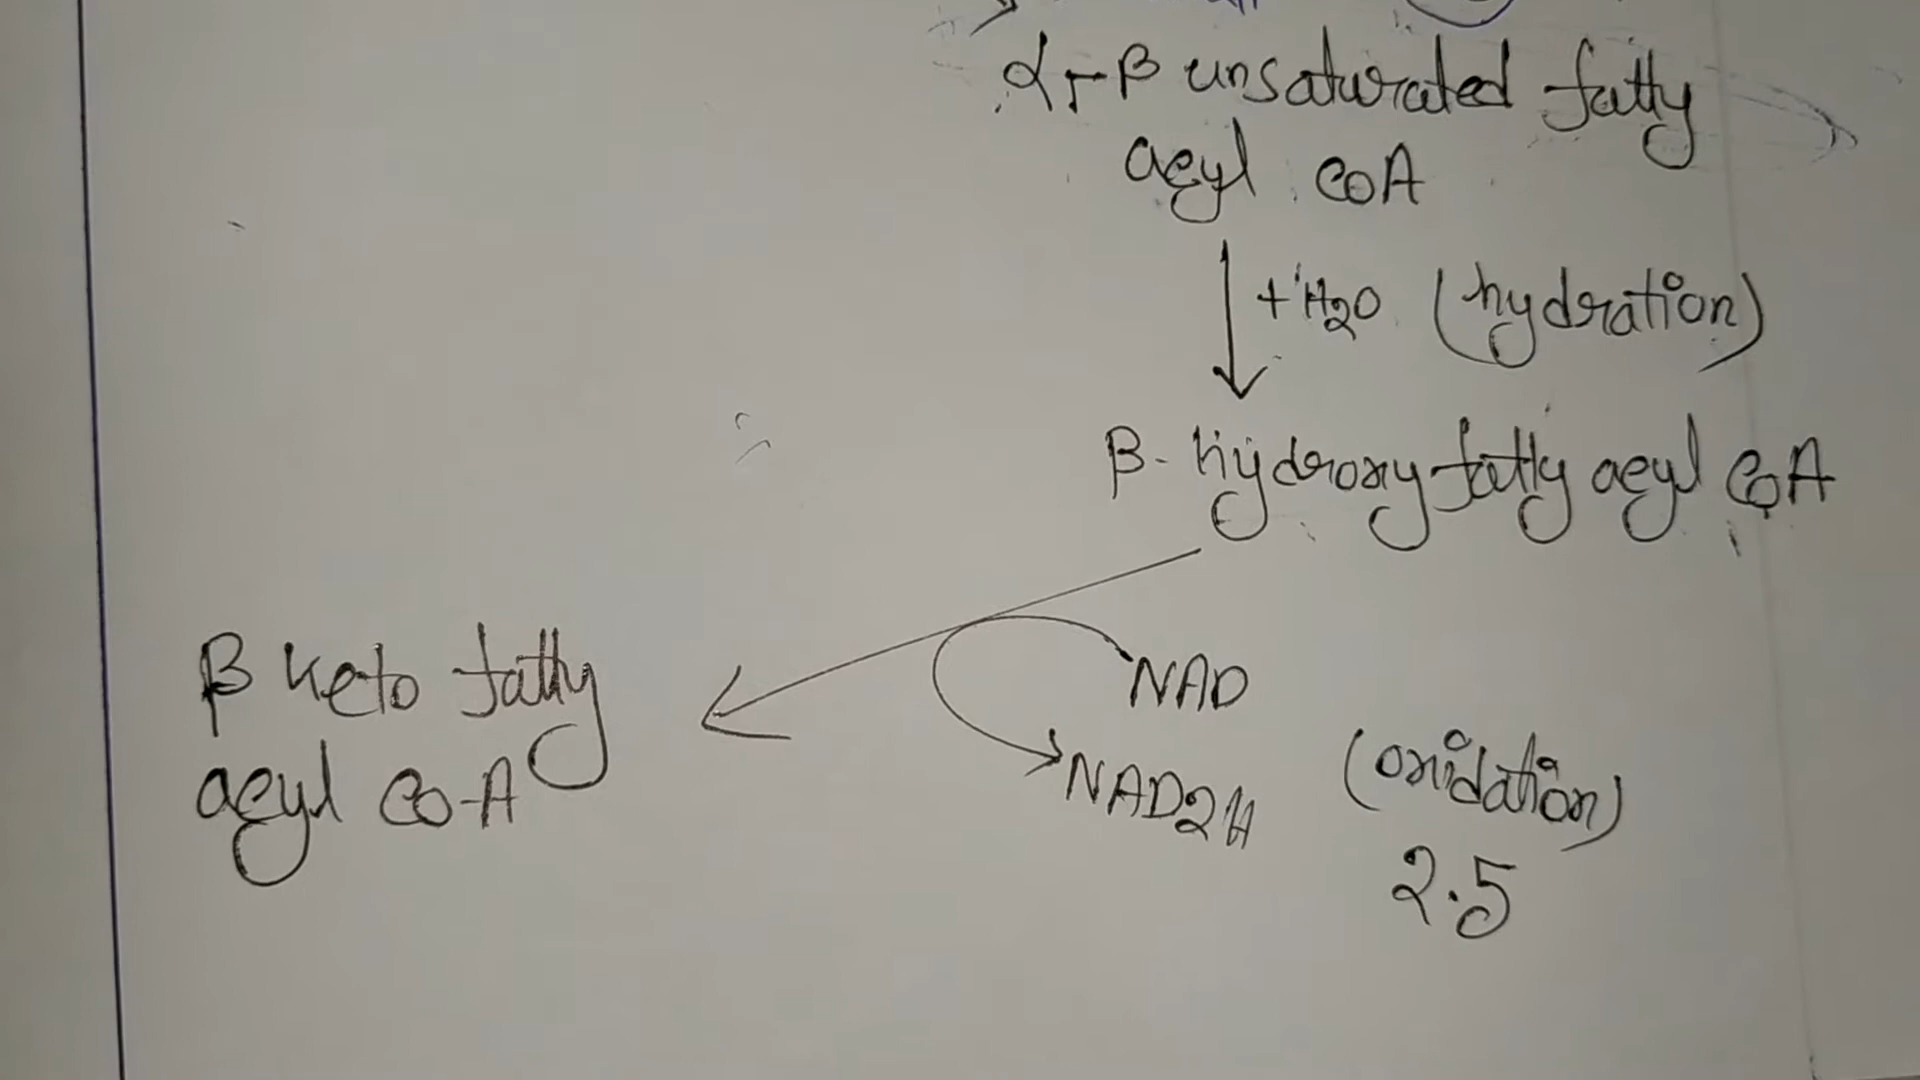 α,-β unsaturated fatty
acyl coA
+H2O (hydration)
β-hydroxy fatty acyl CoA
NAD
β keto fatty
acyl Co-A
NAD2H
(oxidation)
2.5